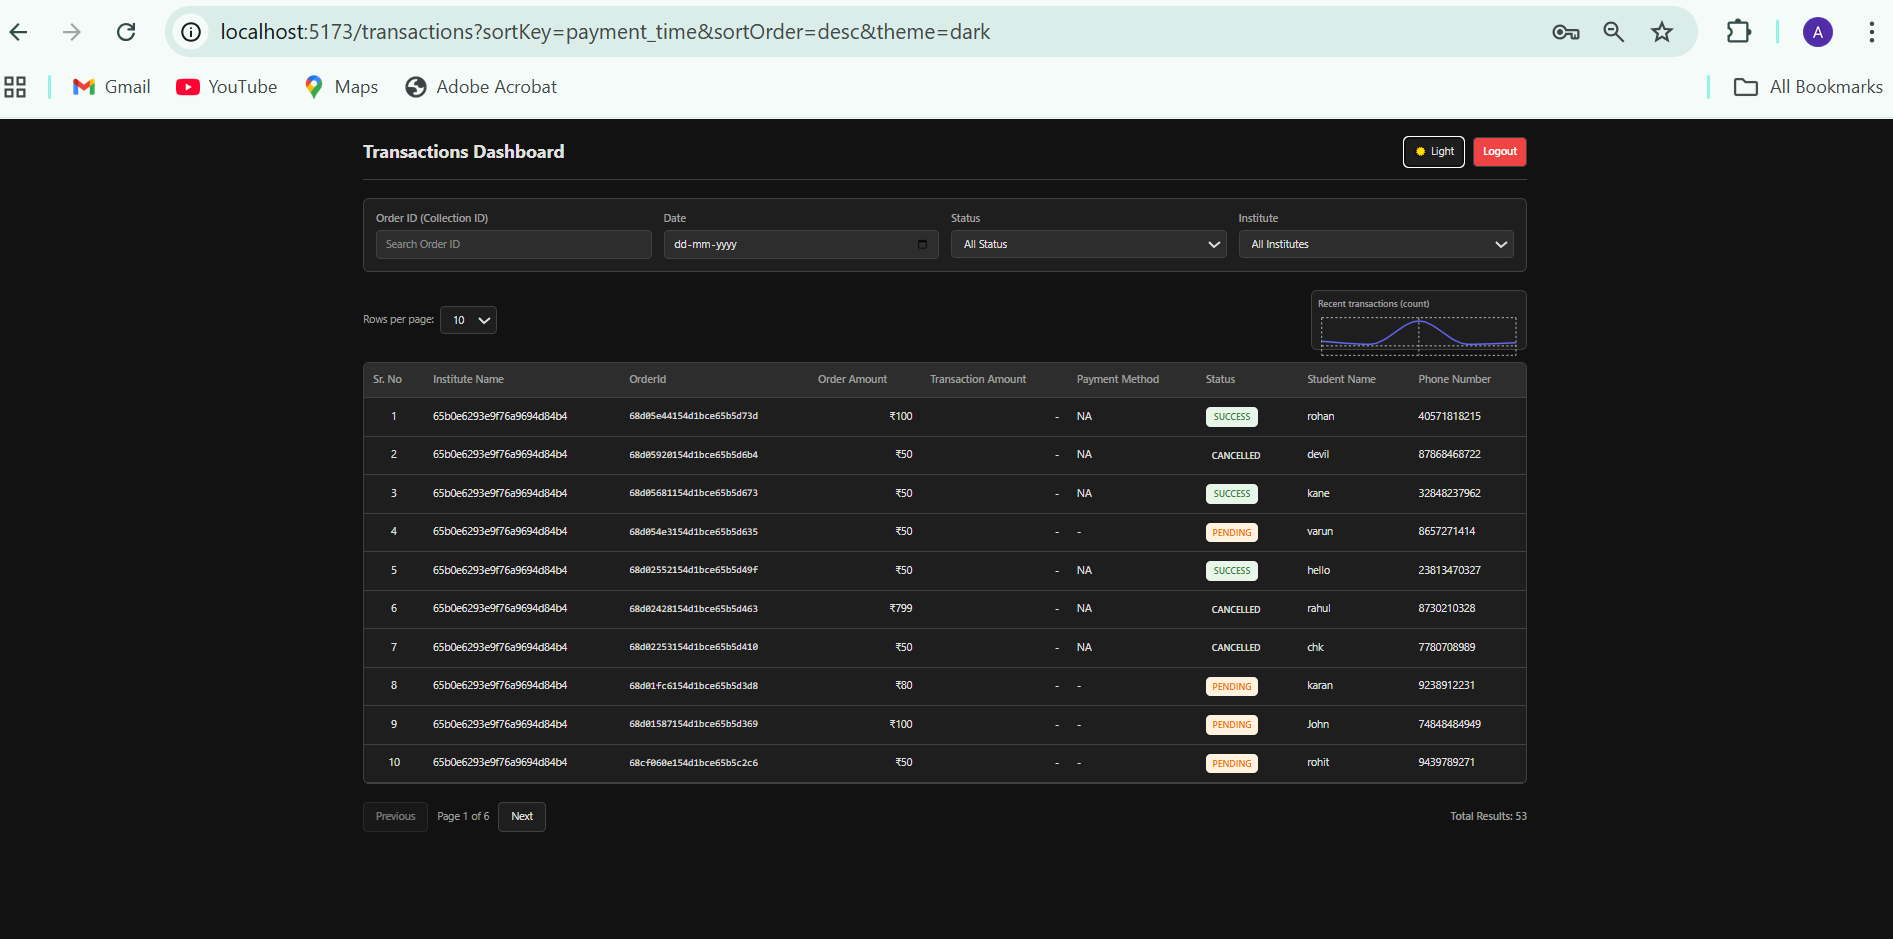 localhost:5173/transactions?sortKey=payment_time&sortOrder=desc&theme=dark A
Gmail YouTube Maps Adobe Acrobat All Bookmarks
Transactions Dashboard Light Logout
Order ID (Collection ID) Date Status Institute
Search Order ID dd-mm-yyyy All Status All Institutes
Recent transactions (count)
Rows per page: 10
Sr. No Institute Name OrderId Order Amount Transaction Amount Payment Method Status Student Name Phone Number
1 65b0e6293e9f76a9694d84b4 68d05e44154d1bce65b5d73d ₹100 - NA SUCCESS rohan 40571818215
2 65b0e6293e9f76a9694d84b4 68d05920154d1bce65b5d6b4 ₹50 - NA CANCELLED devil 87868468722
3 65b0e6293e9f76a9694d84b4 68d05681154d1bce65b5d673 ₹50 - NA SUCCESS kane 32848237962
4 65b0e6293e9f76a9694d84b4 68d054e3154d1bce65b5d635 ₹50 - - PENDING varun 8657271414
5 65b0e6293e9f76a9694d84b4 68d02552154d1bce65b5d49f ₹50 - NA SUCCESS hello 23813470327
6 65b0e6293e9f76a9694d84b4 68d02428154d1bce65b5d463 ₹799 - NA CANCELLED rahul 8730210328
7 65b0e6293e9f76a9694d84b4 68d02253154d1bce65b5d410 ₹50 - NA CANCELLED chk 7780708989
8 65b0e6293e9f76a9694d84b4 68d01fc6154d1bce65b5d3d8 ₹80 - - PENDING karan 9238912231
9 65b0e6293e9f76a9694d84b4 68d01587154d1bce65b5d369 ₹100 - - PENDING John 74848484949
10 65b0e6293e9f76a9694d84b4 68cf060e154d1bce65b5c2c6 ₹50 - - PENDING rohit 9439789271
Previous Page 1 of 6 Next Total Results: 53